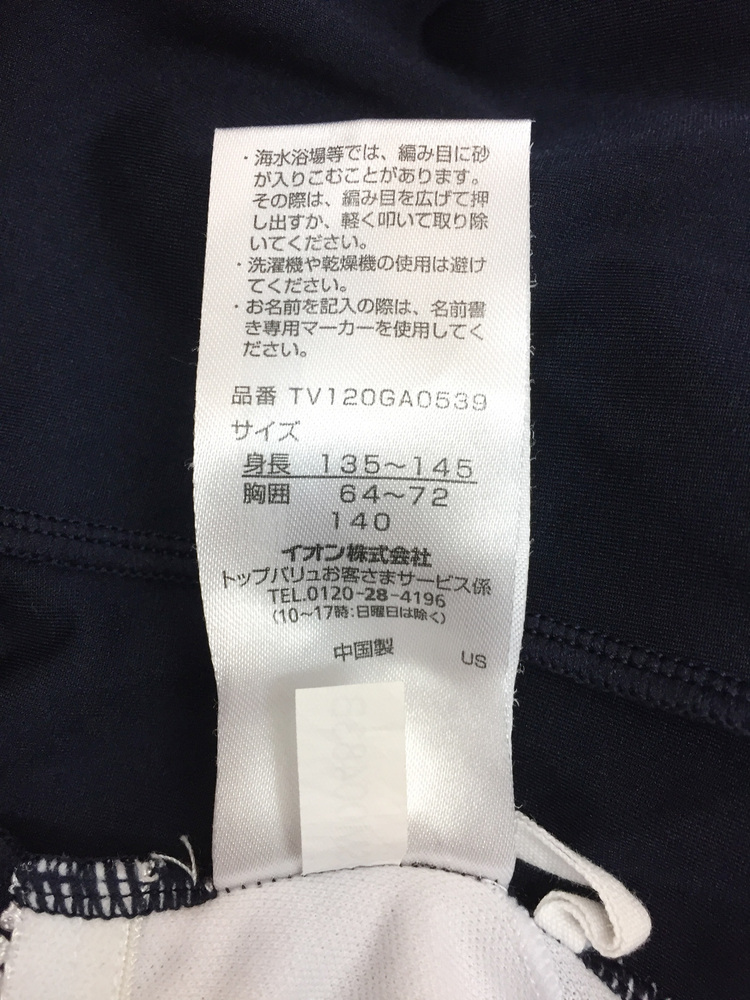 ・海水浴場等では、編み目に砂
が入りこむことがあります。
その際は、編み目を広げて押
し出すか、軽く叩いて取り除
いてください。
・洗濯機や乾燥機の使用は避け
てください。
・お名前を記入の際は、名前書
き専用マーカーを使用してく
ださい。
品番 TV120GA0539
サイズ
身長 135〜145
胸囲 64〜72
140
イオン株式会社
トップバリュお客さまサービス係
TEL.0120-28-4196
(10〜17時:日曜日は除く)
中国製 US